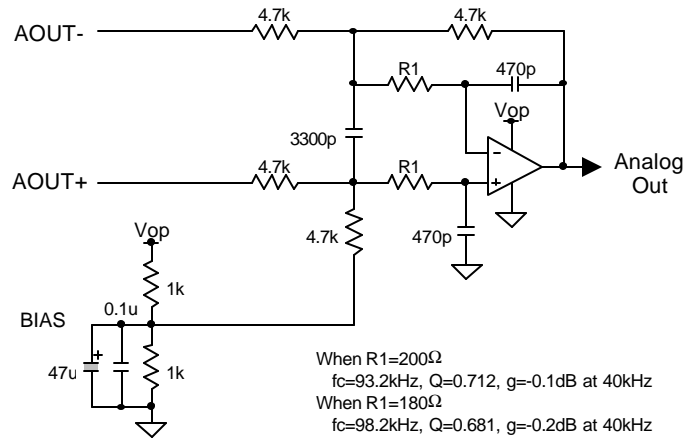 4.7k
4.7k
AOUT-
R1
470p
Vop
3300p
4.7k
R1
AOUT+
Analog
Out
-
+
4.7k
470p
Vop
1k
0.1u
BIAS
+
47u
1k
When R1=200Ω
fc=93.2kHz, Q=0.712, g=-0.1dB at 40kHz
When R1=180Ω
fc=98.2kHz, Q=0.681, g=-0.2dB at 40kHz